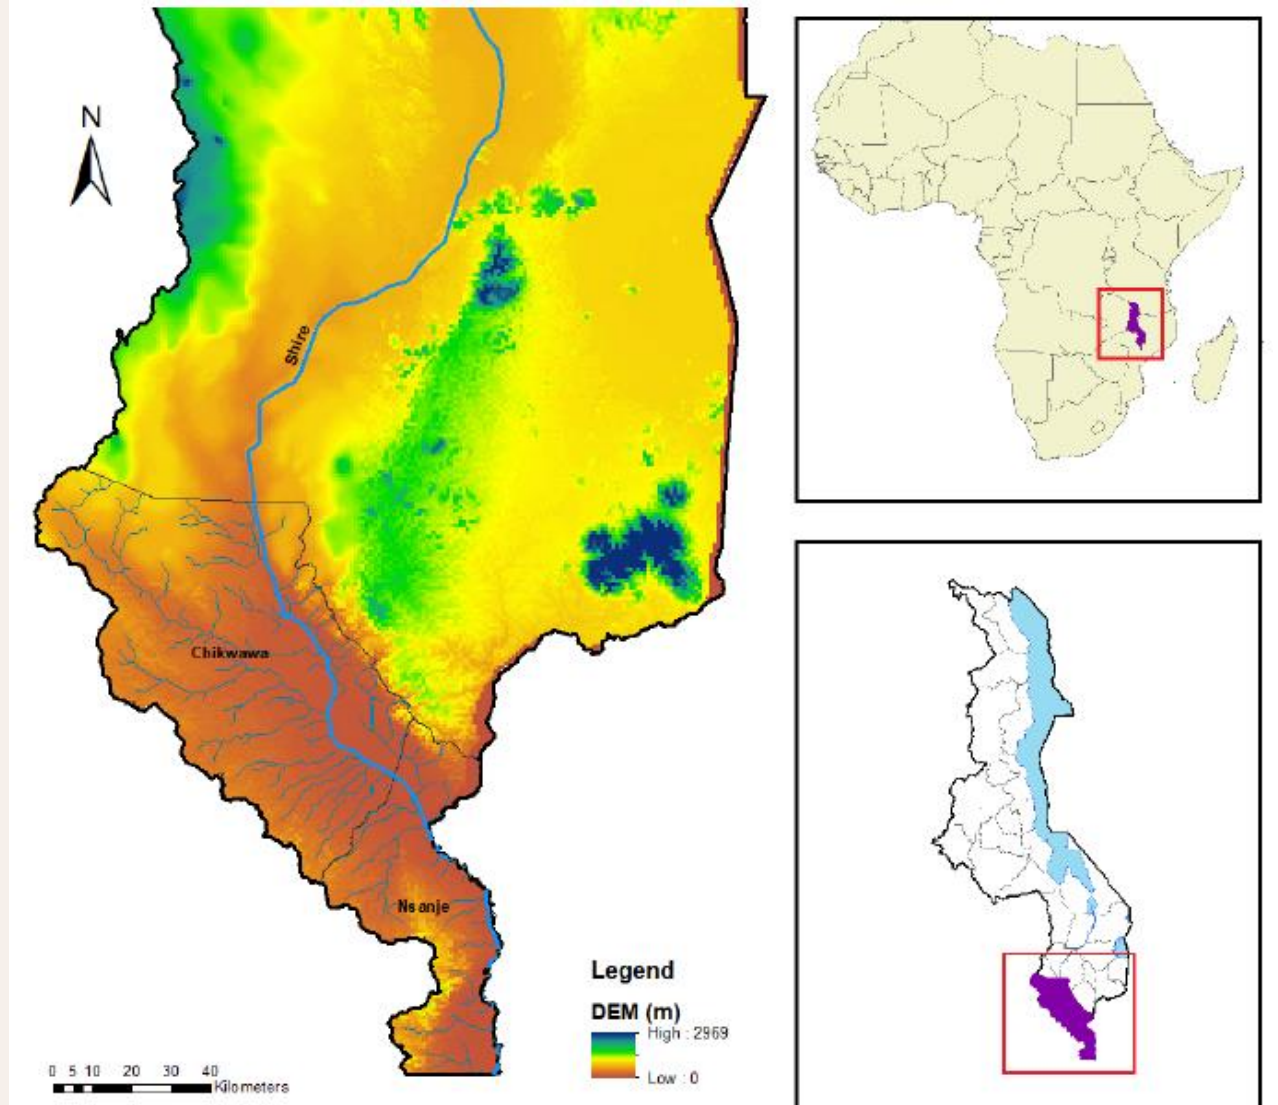 N
Shire
Chikwawa
Nsanje
Legend
DEM (m)
High : 2969
Low : 0
0 5 10 20 30 40
Kilometers